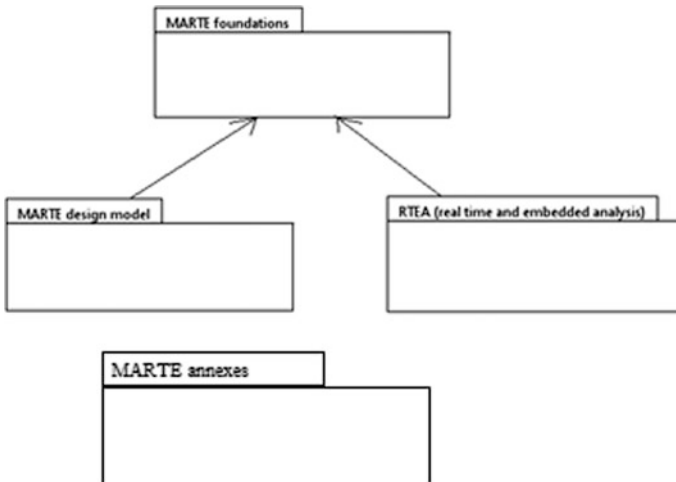 MARTE foundations
MARTE design model
RTEA (real time and embedded analysis)
MARTE annexes